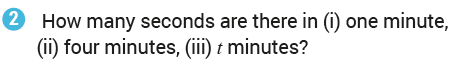 2 How many seconds are there in (i) one minute,
(ii) four minutes, (iii) t minutes?